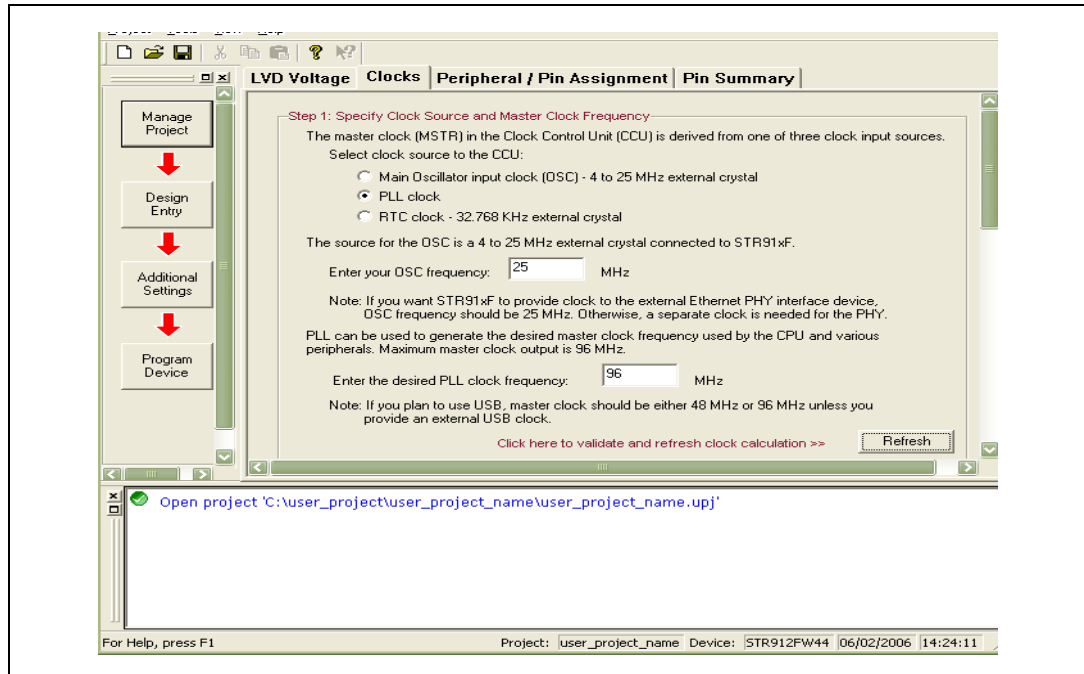 LVD Voltage Clocks Peripheral / Pin Assignment Pin Summary
Manage
Project
Design
Entry
Additional
Settings
Program
Device
Step 1: Specify Clock Source and Master Clock Frequency
The master clock (MSTR) in the Clock Control Unit (CCU) is derived from one of three clock input sources.
Select clock source to the CCU:
Main Oscillator input clock (OSC) - 4 to 25 MHz external crystal
PLL clock
RTC clock - 32.768 KHz external crystal
The source for the OSC is a 4 to 25 MHz external crystal connected to STR91xF.
Enter your OSC frequency: 25 MHz
Note: If you want STR91xF to provide clock to the external Ethernet PHY interface device,
OSC frequency should be 25 MHz. Otherwise, a separate clock is needed for the PHY.
PLL can be used to generate the desired master clock frequency used by the CPU and various
peripherals. Maximum master clock output is 96 MHz.
Enter the desired PLL clock frequency: 96 MHz
Note: If you plan to use USB, master clock should be either 48 MHz or 96 MHz unless you
provide an external USB clock.
Click here to validate and refresh clock calculation >> Refresh
Open project 'C:\user_project\user_project_name\user_project_name.upj'
For Help, press F1 Project: user_project_name Device: STR912FW44 06/02/2006 14:24:11